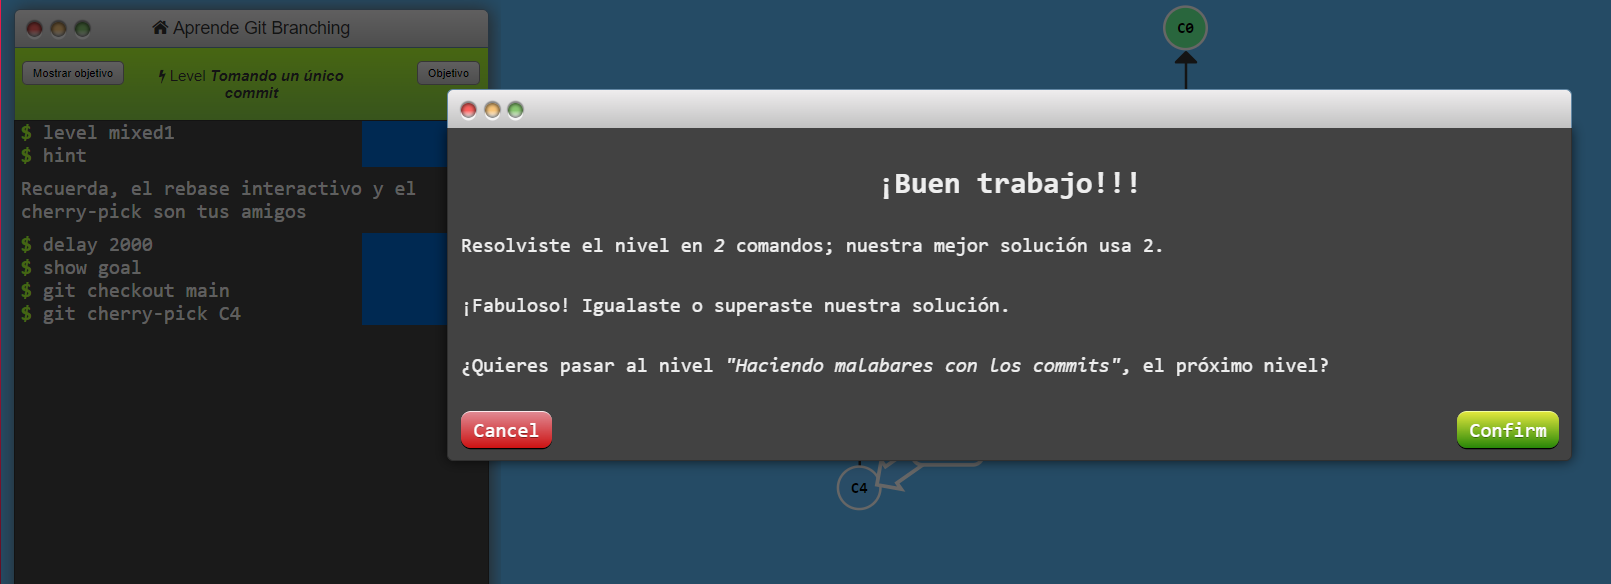 Aprende Git Branching
Mostrar objetivo
Level Tomando un único
commit
Objetivo
$ level mixed1
$ hint
Recuerda, el rebase interactivo y el
cherry-pick son tus amigos
$ delay 2000
$ show goal
$ git checkout main
$ git cherry-pick C4
C0
¡Buen trabajo!!!
Resolviste el nivel en 2 comandos; nuestra mejor solución usa 2.
¡Fabuloso! Igualaste o superaste nuestra solución.
¿Quieres pasar al nivel "Haciendo malabares con los commits", el próximo nivel?
Cancel
Confirm
C4